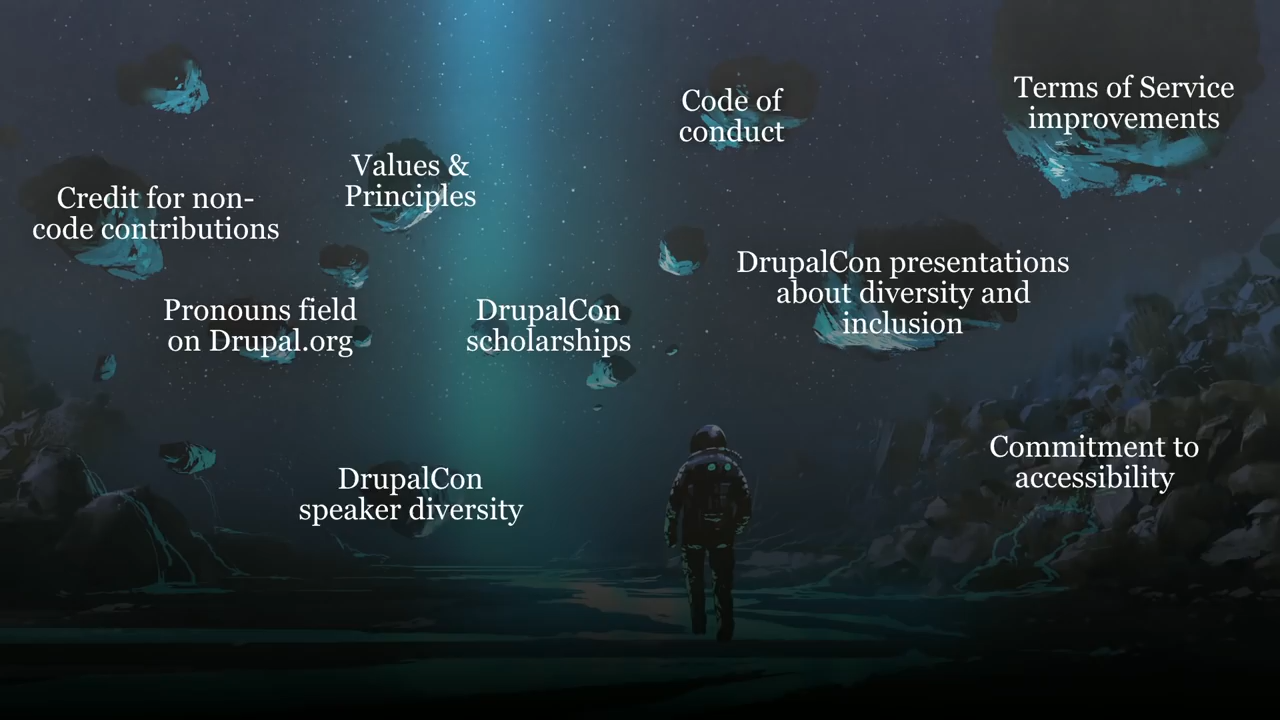 Terms of Service
improvements
Code of
conduct
Values &
Principles
Credit for non-
code contributions
DrupalCon presentations
about diversity and
inclusion
Pronouns field
on Drupal.org
DrupalCon
scholarships
Commitment to
accessibility
DrupalCon
speaker diversity